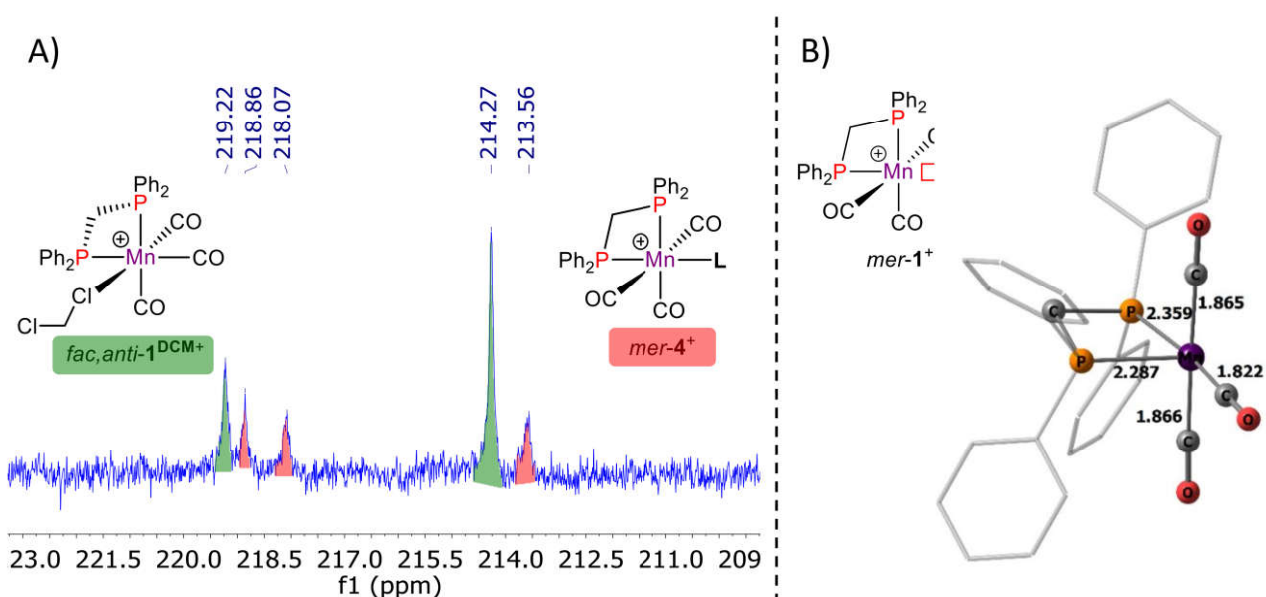 A)
219.22
218.86
218.07
214.27
213.56
Ph2
P
⊕
Ph2P
Mn
CO
CO
CO
Cl
Cl
fac,anti-1DCM+
Ph2
P
CO
⊕
Ph2P
Mn
L
OC
CO
mer-4+
23.0 221.5 220.0 218.5 217.0 215.5 214.0 212.5 211.0 209
f1 (ppm)
B)
Ph2
P
⊕
Ph2P
Mn
OC
CO
mer-1+
O
C
1.865
C
P
2.359
P
2.287
Mn
1.822
C
O
1.866
C
O